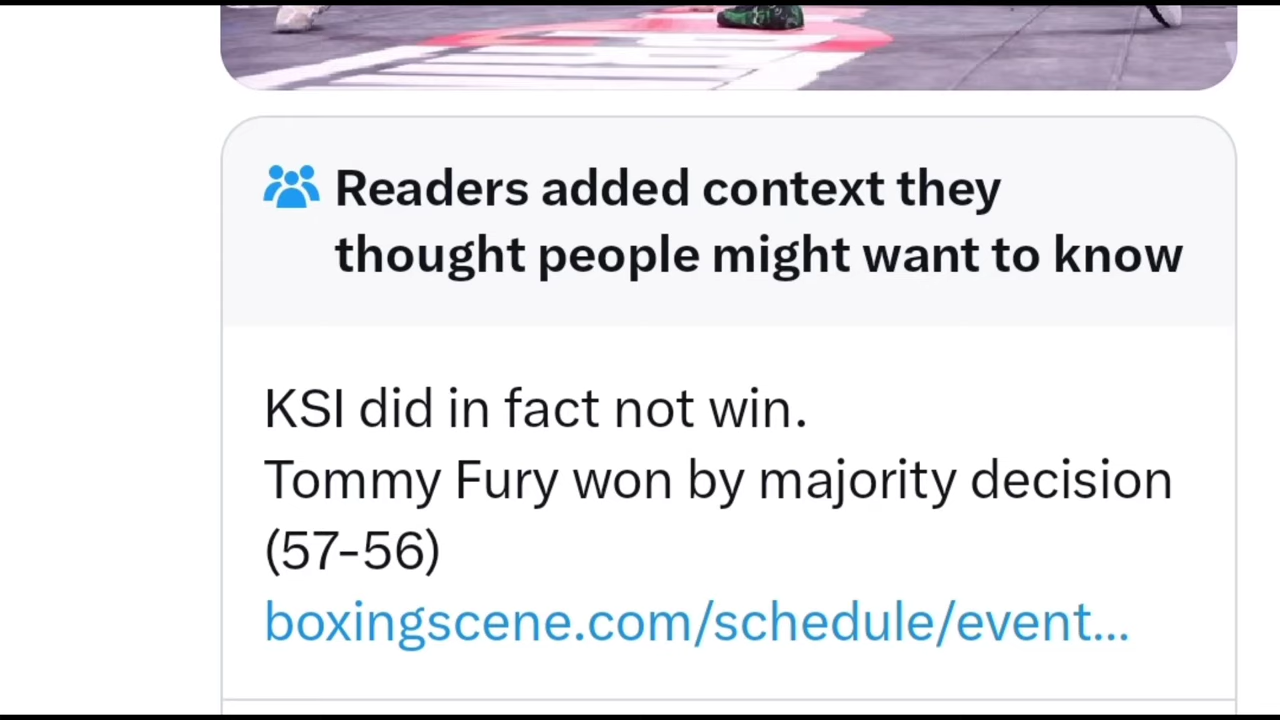 Readers added context they
thought people might want to know
KSI did in fact not win.
Tommy Fury won by majority decision
(57-56)
boxingscene.com/schedule/event...